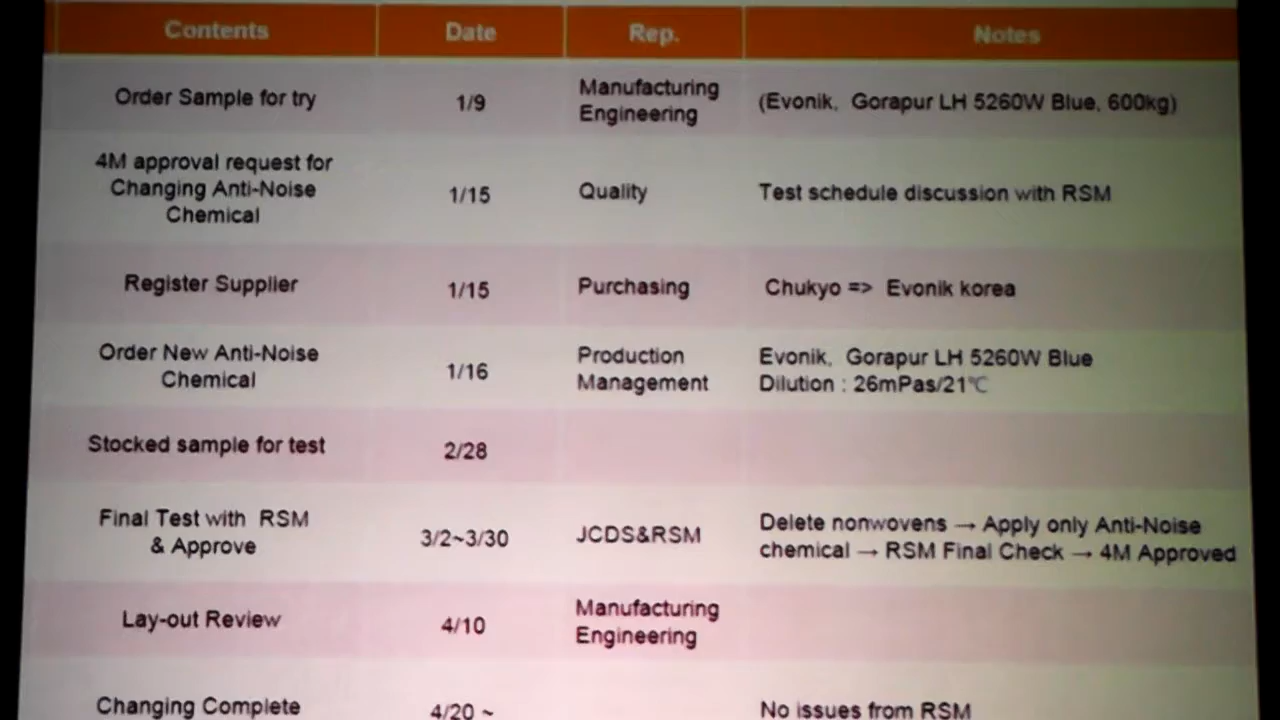 Contents Date Rep. Notes
Order Sample for try 1/9 Manufacturing Engineering (Evonik, Gorapur LH 5260W Blue, 600kg)
4M approval request for
Changing Anti-Noise
Chemical
1/15 Quality Test schedule discussion with RSM
Register Supplier 1/15 Purchasing Chukyo => Evonik korea
Order New Anti-Noise
Chemical
1/16
Production
Management
Evonik, Gorapur LH 5260W Blue
Dilution : 26mPas/21℃
Stocked sample for test 2/28
Final Test with RSM
& Approve
3/2~3/30 JCDS&RSM
Delete nonwovens → Apply only Anti-Noise
chemical → RSM Final Check → 4M Approved
Lay-out Review 4/10
Manufacturing
Engineering
Changing Complete 4/20 ~ No issues from RSM